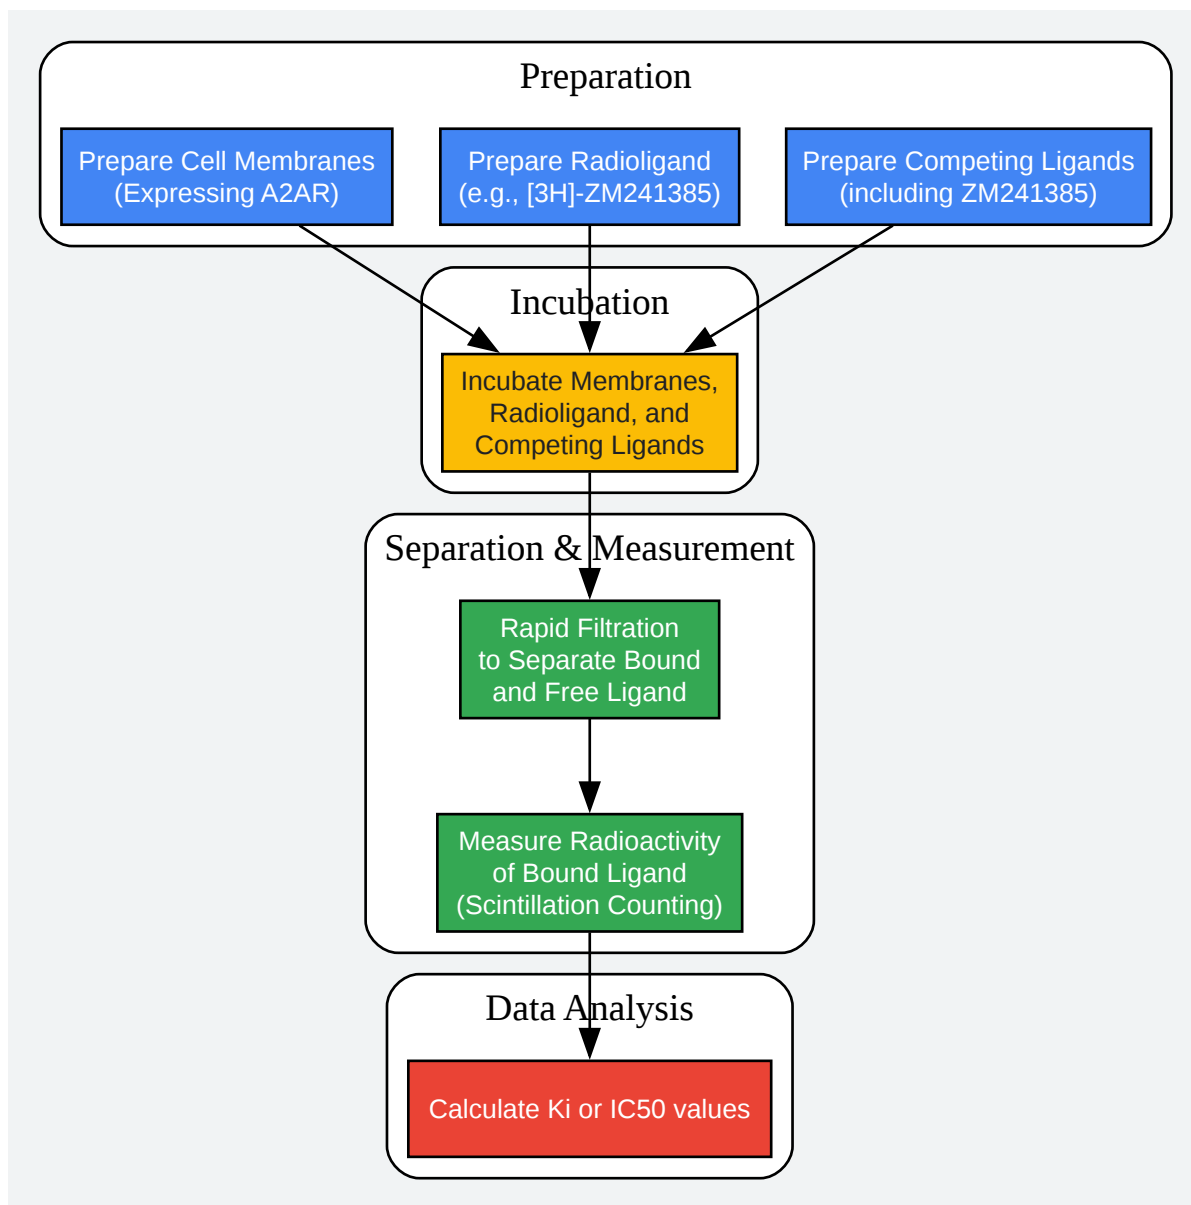 Preparation
Prepare Cell Membranes
(Expressing A2AR)
Prepare Radioligand
(e.g., [3H]-ZM241385)
Prepare Competing Ligands
(including ZM241385)
Incubation
Incubate Membranes,
Radioligand, and
Competing Ligands
Separation & Measurement
Rapid Filtration
to Separate Bound
and Free Ligand
Measure Radioactivity
of Bound Ligand
(Scintillation Counting)
Data Analysis
Calculate Ki or IC50 values